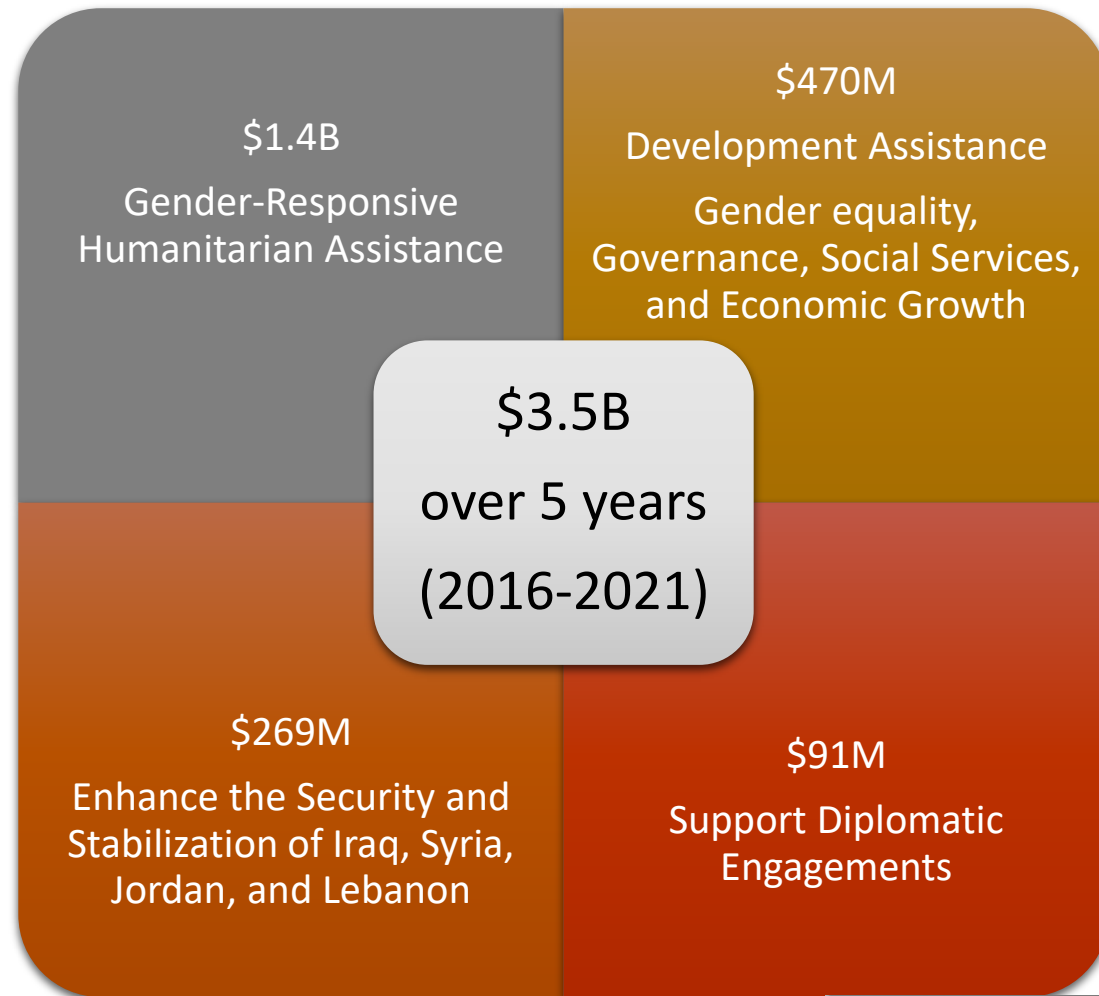 $1.4B
Gender-Responsive
Humanitarian Assistance
$470M
Development Assistance
Gender equality,
Governance, Social Services,
and Economic Growth
$3.5B
over 5 years
(2016-2021)
$269M
Enhance the Security and
Stabilization of Iraq, Syria,
Jordan, and Lebanon
$91M
Support Diplomatic
Engagements